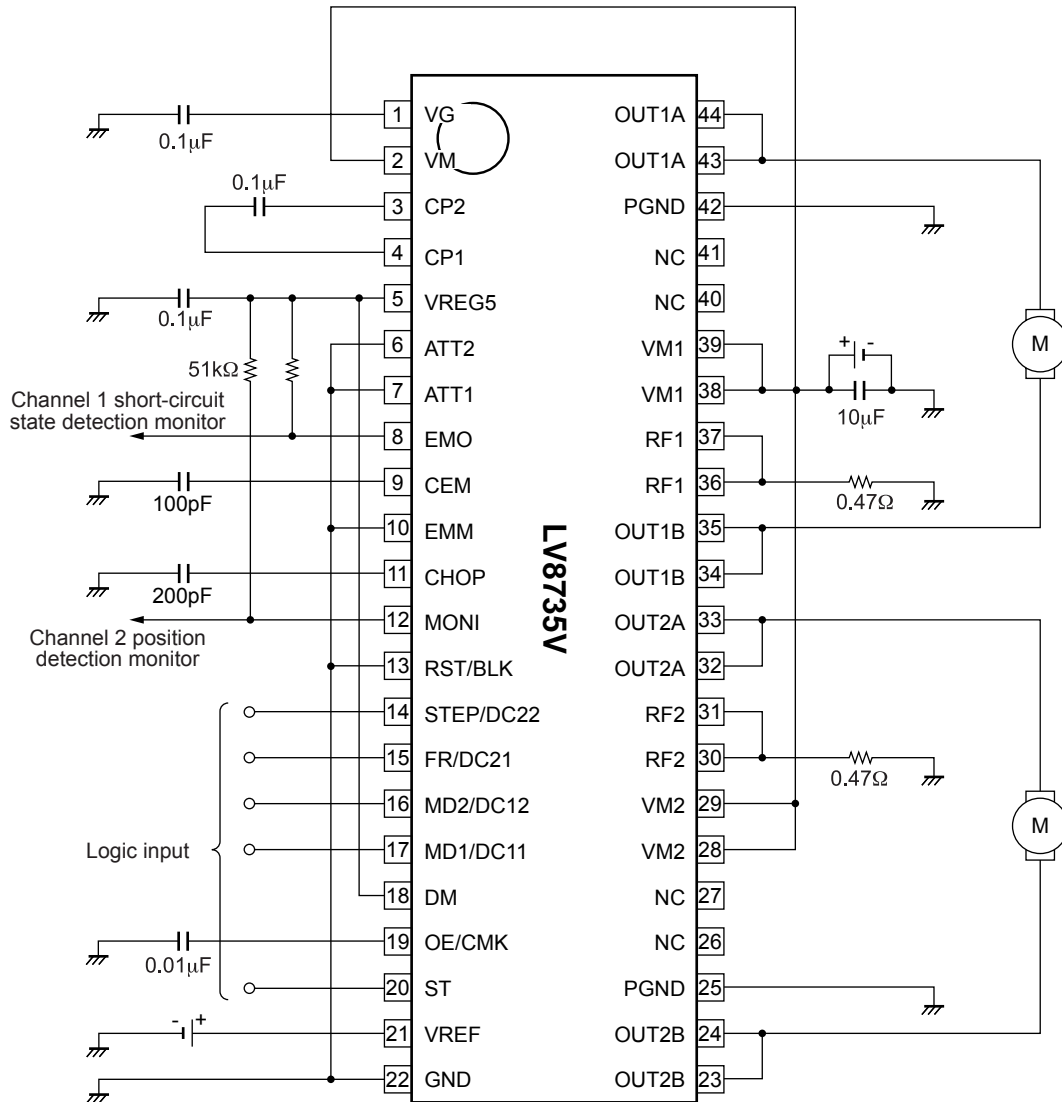 0.1μF
0.1μF
0.1μF
51kΩ
Channel 1 short-circuit
state detection monitor
100pF
200pF
Channel 2 position
detection monitor
Logic input
0.01μF
- +
1 VG
2 VM
3 CP2
4 CP1
5 VREG5
6 ATT2
7 ATT1
8 EMO
9 CEM
10 EMM
11 CHOP
12 MONI
13 RST/BLK
14 STEP/DC22
15 FR/DC21
16 MD2/DC12
17 MD1/DC11
18 DM
19 OE/CMK
20 ST
21 VREF
22 GND
LV8735V
OUT1A 44
OUT1A 43
PGND 42
NC 41
NC 40
VM1 39
VM1 38
RF1 37
RF1 36
OUT1B 35
OUT1B 34
OUT2A 33
OUT2A 32
RF2 31
RF2 30
VM2 29
VM2 28
NC 27
NC 26
PGND 25
OUT2B 24
OUT2B 23
+ -
10μF
0.47Ω
0.47Ω
M
M